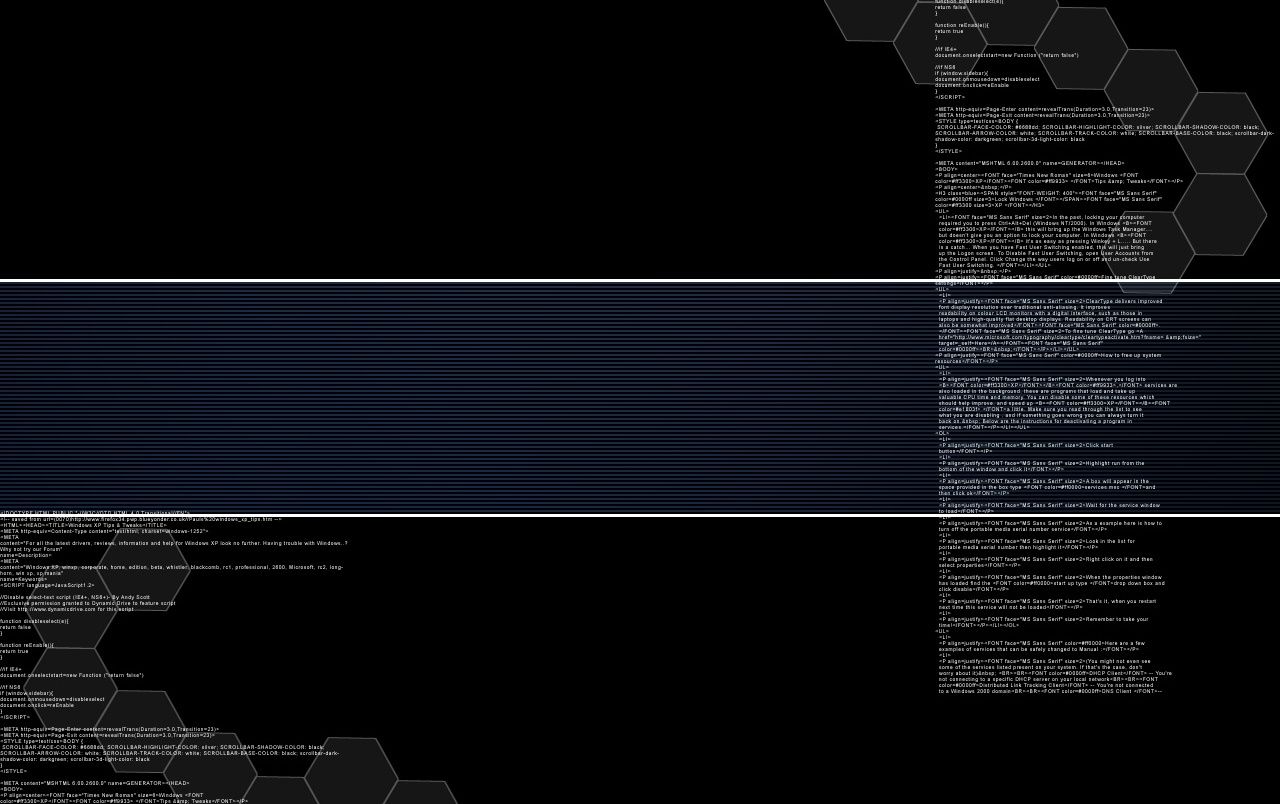 function disableselect(e){
return false
}
function reEnable(){
return true
}
//if IE4+
document.onselectstart=new Function ("return false")
//if NS6
if (window.sidebar){
document.onmousedown=disableselect
document.onclick=reEnable
}
</SCRIPT>
<META http-equiv=Page-Enter content=revealTrans(Duration=3.0,Transition=23)>
<META http-equiv=Page-Exit content=revealTrans(Duration=3.0,Transition=23)>
<STYLE type=text/css>BODY {
SCROLLBAR-FACE-COLOR: #6688dd; SCROLLBAR-HIGHLIGHT-COLOR: silver; SCROLLBAR-SHADOW-COLOR: black;
SCROLLBAR-ARROW-COLOR: white; SCROLLBAR-TRACK-COLOR: white; SCROLLBAR-BASE-COLOR: black; scrollbar-dark-
shadow-color: darkgreen; scrollbar-3d-light-color: black
}
</STYLE>
<META content="MSHTML 6.00.2600.0" name=GENERATOR></HEAD>
<BODY>
<P align=center><FONT face="Times New Roman" size=6>Windows <FONT
color=#ff3300>XP</FONT><FONT color=#ff9933> </FONT>Tips &amp; Tweaks</P>
<P align=center>&nbsp;</P>
<H3 class=blue><SPAN style="FONT-WEIGHT: 400"><FONT face="MS Sans Serif"
color=#0000ff size=3>Lock Windows </FONT></SPAN><FONT face="MS Sans Serif"
color=#ff3300 size=3>XP </FONT></H3>
<UL>
<LI><FONT face="MS Sans Serif" size=2>In the past, locking your computer
required you to press Ctrl+Alt+Del (Windows NT/2000). In Windows <B><FONT
color=#ff3300>XP</FONT></B> this will bring up the Windows Task Manager...
but doesn't give you an option to lock your computer. In Windows <B><FONT
color=#ff3300>XP</FONT></B> it's as easy as pressing Winkey + L..... But there
is a catch... When you have Fast User Switching enabled, this will just bring
up the Logon screen. To Disable Fast User Switching, open User Accounts from
the Control Panel. Click Change the way users log on or off and un-check Use
Fast User Switching. </FONT></LI></UL>
<P align=justify>&nbsp;</P>
<P align=justify><FONT face="MS Sans Serif" color=#0000ff>Fine tune ClearType
settings</FONT></P>
<UL>
<LI>
<P align=justify><FONT face="MS Sans Serif" size=2>ClearType delivers improved
font display resolution over traditional anti-aliasing. It improves
readability on colour LCD monitors with a digital interface, such as those in
laptops and high-quality flat desktop displays. Readability on CRT screens can
also be somewhat improved</FONT><FONT face="MS Sans Serif" color=#0000ff>.
</FONT><FONT face="MS Sans Serif" size=2>To fine tune ClearType go <A
href="http://www.microsoft.com/typography/cleartype/cleartypeactivate.htm?fname= &amp;fsize="
target=_self>Here</A></FONT><FONT face="MS Sans Serif"
color=#0000ff><BR>&nbsp;</FONT></P></LI></UL>
<P align=justify><FONT face="MS Sans Serif" color=#0000ff>How to free up system
resources</FONT></P>
<UL>
<LI>
<P align=justify><FONT face="MS Sans Serif" size=2>Whenever you log into
<B><FONT color=#ff3300>XP</FONT></B><FONT color=#ff9933>,</FONT> services are
also loaded in the background, these are programs that load and take up
valuable CPU time and memory. You can disable some of these resources which
should help improve, and speed up <B><FONT color=#ff3300>XP</FONT></B><FONT
color=#ef803f> </FONT>a little. Make sure you read through the list to see
what you are disabling ; and if something goes wrong you can always turn it
back on.&nbsp; Below are the instructions for deactivating a program in
services.</FONT></P></LI></UL>
<OL>
<LI>
<P align=justify><FONT face="MS Sans Serif" size=2>Click start
button</FONT></P>
<LI>
<P align=justify><FONT face="MS Sans Serif" size=2>Highlight run from the
bottom of the window and click it</FONT></P>
<LI>
<P align=justify><FONT face="MS Sans Serif" size=2>A box will appear in the
space provided in the box type <FONT color=#ff0000>services.msc </FONT>and
then click ok</FONT></P>
<LI>
<P align=justify><FONT face="MS Sans Serif" size=2>Wait for the service window
to load</FONT></P>
<LI>
<P align=justify><FONT face="MS Sans Serif" size=2>As a example here is how to
turn off the portable media serial number service</FONT></P>
<LI>
<P align=justify><FONT face="MS Sans Serif" size=2>Look in the list for
portable media serial number then highlight it</FONT></P>
<LI>
<P align=justify><FONT face="MS Sans Serif" size=2>Right click on it and then
select properties</FONT></P>
<LI>
<P align=justify><FONT face="MS Sans Serif" size=2>When the properties window
has loaded find the <FONT color=#ff0000>start up type </FONT>drop down box and
click disable</FONT></P>
<LI>
<P align=justify><FONT face="MS Sans Serif" size=2>That's it, when you restart
next time this service will not be loaded</FONT></P>
<LI>
<P align=justify><FONT face="MS Sans Serif" size=2>Remember to take your
time!</FONT></P></LI></OL>
<UL>
<LI>
<P align=justify><FONT face="MS Sans Serif" color=#ff0000>Here are a few
examples of services that can be safely changed to Manual :</FONT></P>
<LI>
<P align=justify><FONT face="MS Sans Serif" size=2>(You might not even see
some of the services listed present on your system. If that's the case, don't
worry about it)&nbsp; <BR><BR><FONT color=#0000ff>DHCP Client</FONT> -- You're
not connecting to a specific DHCP server on your local network<BR><BR><FONT
color=#0000ff>Distributed Link Tracking Client</FONT> -- You're not connected
to a Windows 2000 domain<BR><BR><FONT color=#0000ff>DNS Client </FONT>--
<!DOCTYPE HTML PUBLIC "-//W3C//DTD HTML 4.0 Transitional//EN">
<!-- saved from url=(0070)http://www.firefox34.pwp.blueyonder.co.uk/Pauls%20windows_xp_tips.htm -->
<HTML><HEAD><TITLE>Windows XP Tips & Tweaks</TITLE>
<META http-equiv=Content-Type content="text/html; charset=windows-1252">
<META
content="For all the latest drivers, reviews, information and help for Windows XP look no further. Having trouble with Windows..?
Why not try our Forum"
name=Description>
<META
content="Windows XP, winxp, corporate, home, edition, beta, whistler, blackcomb, rc1, professional, 2600, Microsoft, rc2, long-
horn, win xp, xpmania"
name=Keywords>
<SCRIPT language=JavaScript1.2>
//Disable select-text script (IE4+, NS6+)- By Andy Scott
//Exclusive permission granted to Dynamic Drive to feature script
//Visit http://www.dynamicdrive.com for this script
function disableselect(e){
return false
}
function reEnable(){
return true
}
//if IE4+
document.onselectstart=new Function ("return false")
//if NS6
if (window.sidebar){
document.onmousedown=disableselect
document.onclick=reEnable
}
</SCRIPT>
<META http-equiv=Page-Enter content=revealTrans(Duration=3.0,Transition=23)>
<META http-equiv=Page-Exit content=revealTrans(Duration=3.0,Transition=23)>
<STYLE type=text/css>BODY {
SCROLLBAR-FACE-COLOR: #6688dd; SCROLLBAR-HIGHLIGHT-COLOR: silver; SCROLLBAR-SHADOW-COLOR: black;
SCROLLBAR-ARROW-COLOR: white; SCROLLBAR-TRACK-COLOR: white; SCROLLBAR-BASE-COLOR: black; scrollbar-dark-
shadow-color: darkgreen; scrollbar-3d-light-color: black
}
</STYLE>
<META content="MSHTML 6.00.2600.0" name=GENERATOR></HEAD>
<BODY>
<P align=center><FONT face="Times New Roman" size=6>Windows <FONT
color=#ff3300>XP</FONT><FONT color=#ff9933> </FONT>Tips &amp; Tweaks</P>